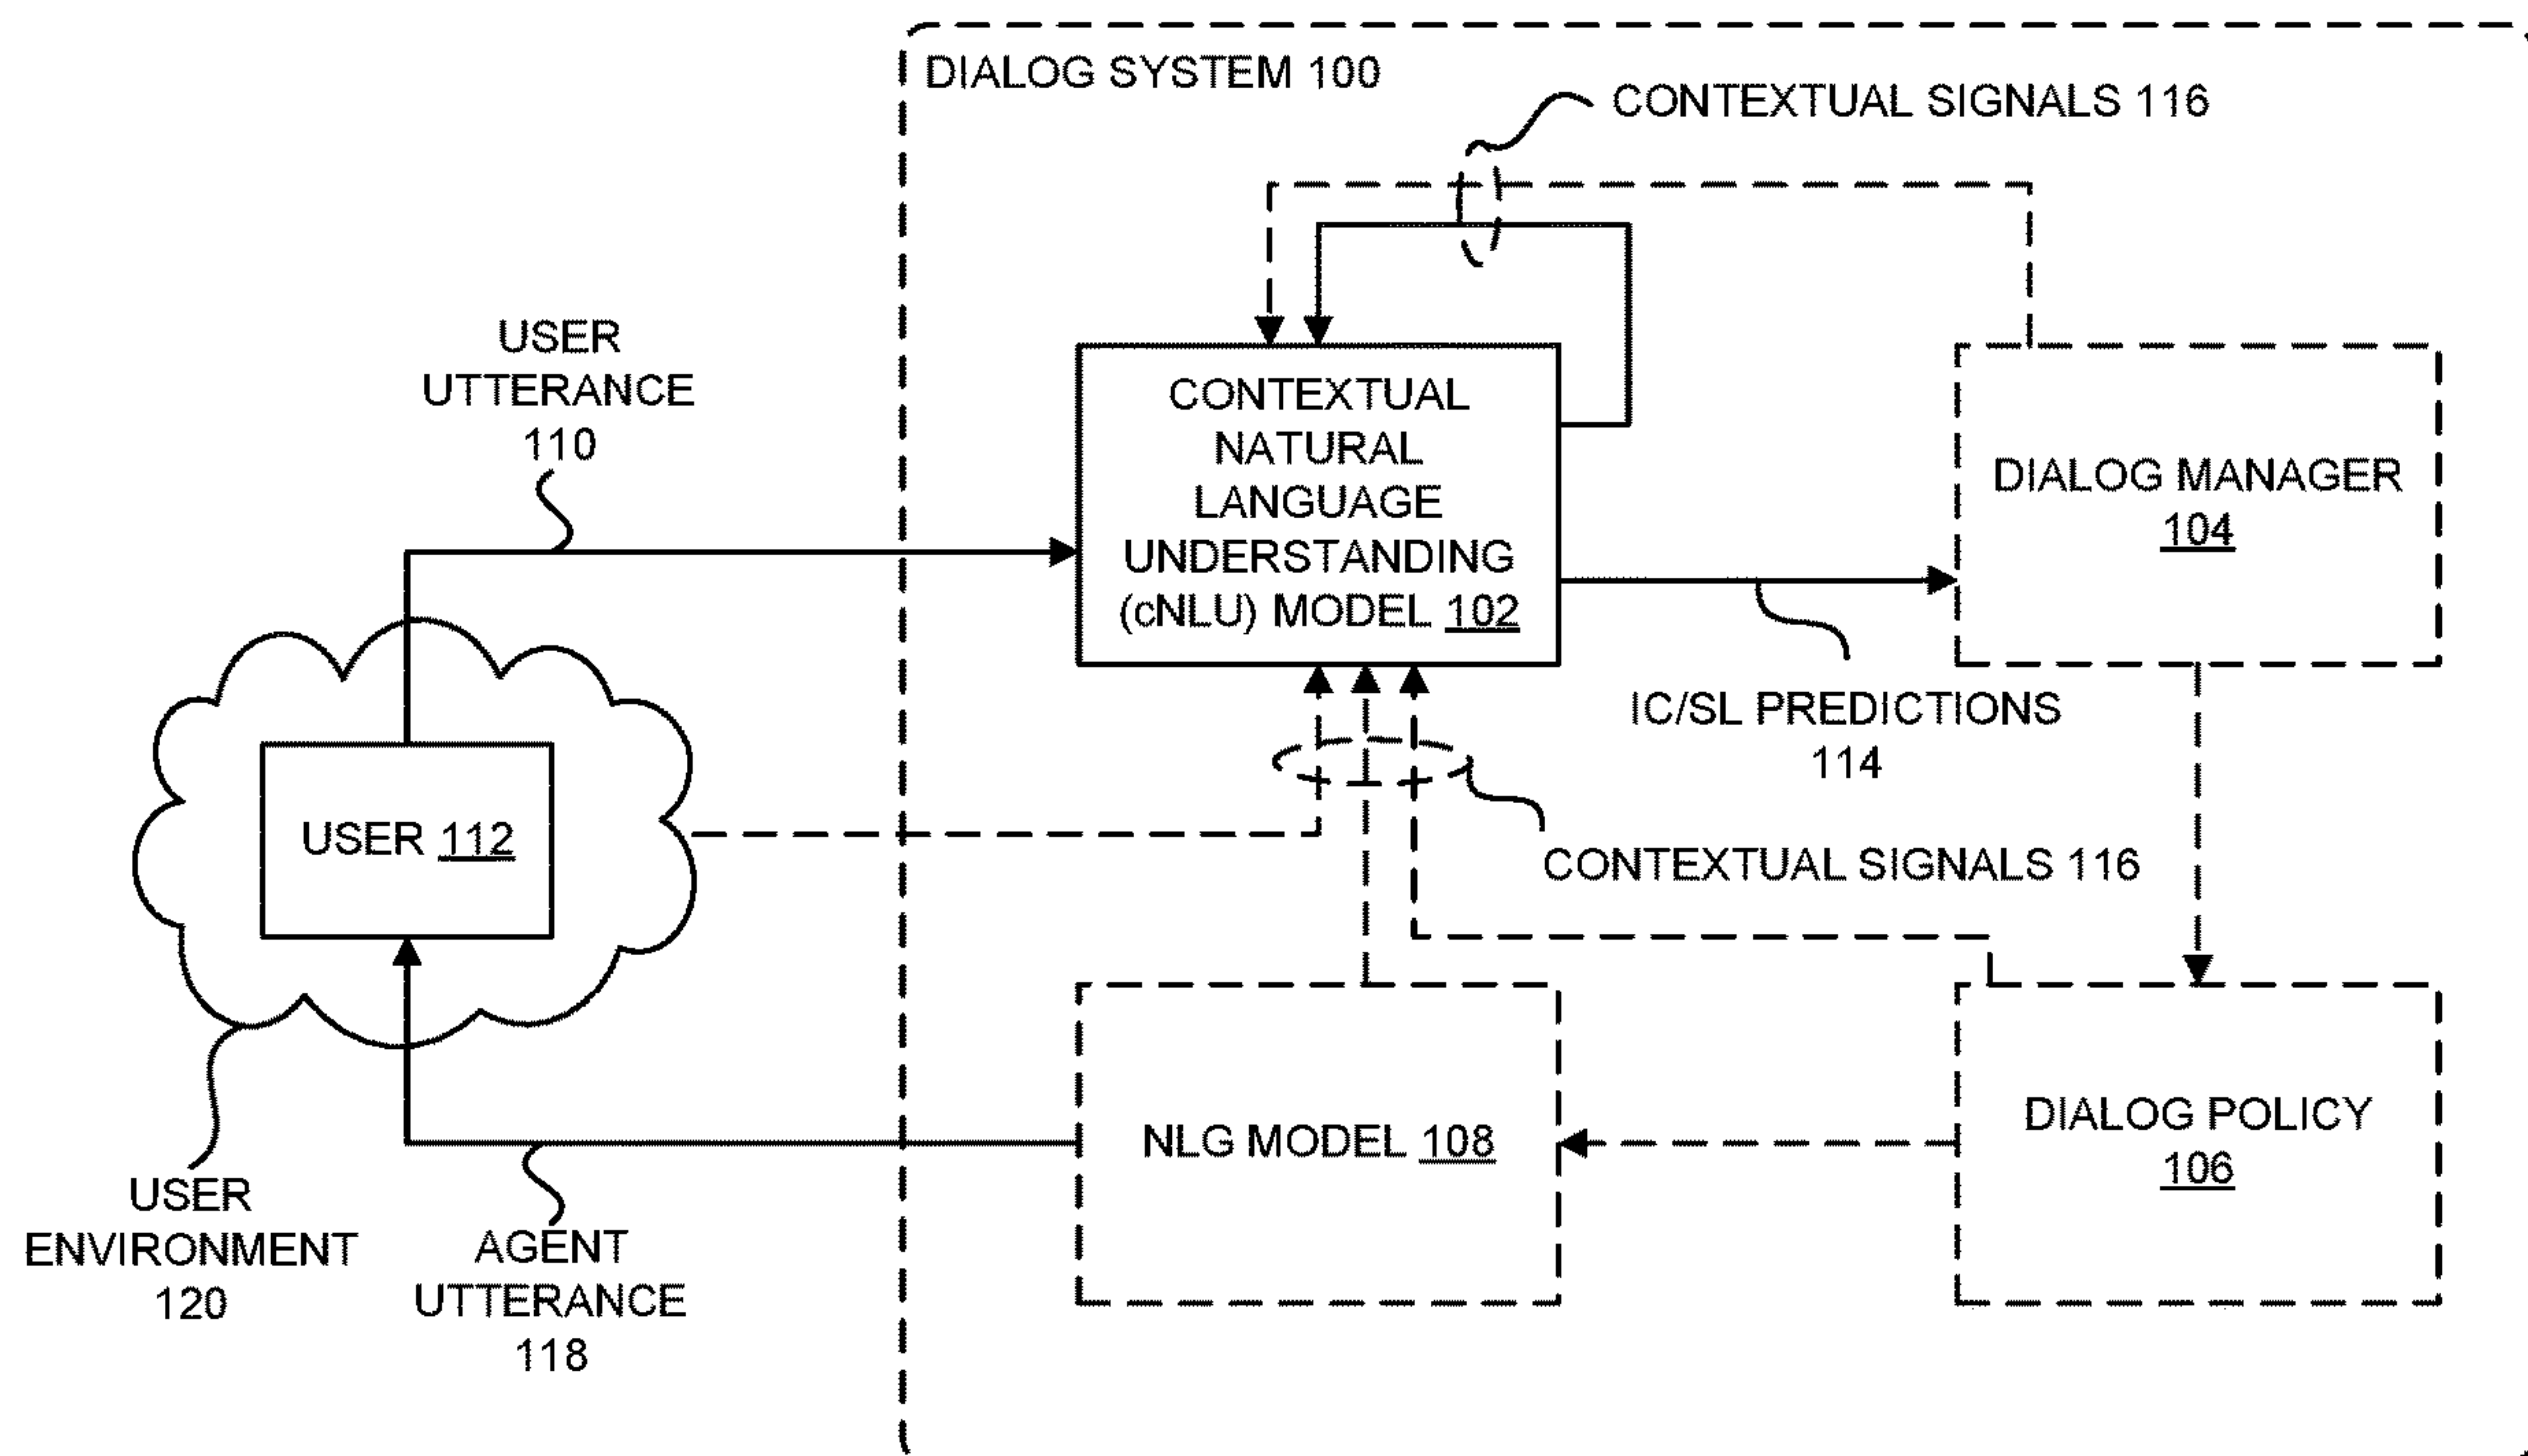 DIALOG SYSTEM 100
CONTEXTUAL SIGNALS 116
USER
UTTERANCE
110
CONTEXTUAL
NATURAL
LANGUAGE
UNDERSTANDING
(cNLU) MODEL 102
DIALOG MANAGER
104
IC/SL PREDICTIONS
114
USER 112
CONTEXTUAL SIGNALS 116
NLG MODEL 108
DIALOG POLICY
106
USER
ENVIRONMENT
120
AGENT
UTTERANCE
118